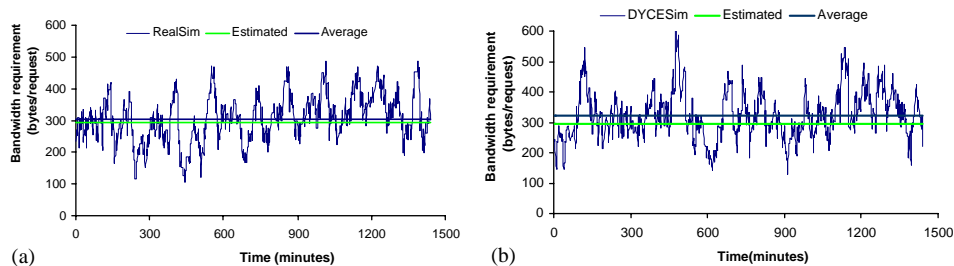 RealSim Estimated Average
Bandwidth requirement
(bytes/request)
600
500
400
300
200
100
0
0 300 600 900 1200 1500
Time (minutes)
(a)
DYCESim Estimated Average
Bandwidth requirement
(bytes/request)
600
500
400
300
200
100
0
0 300 600 900 1200 1500
Time(minutes)
(b)